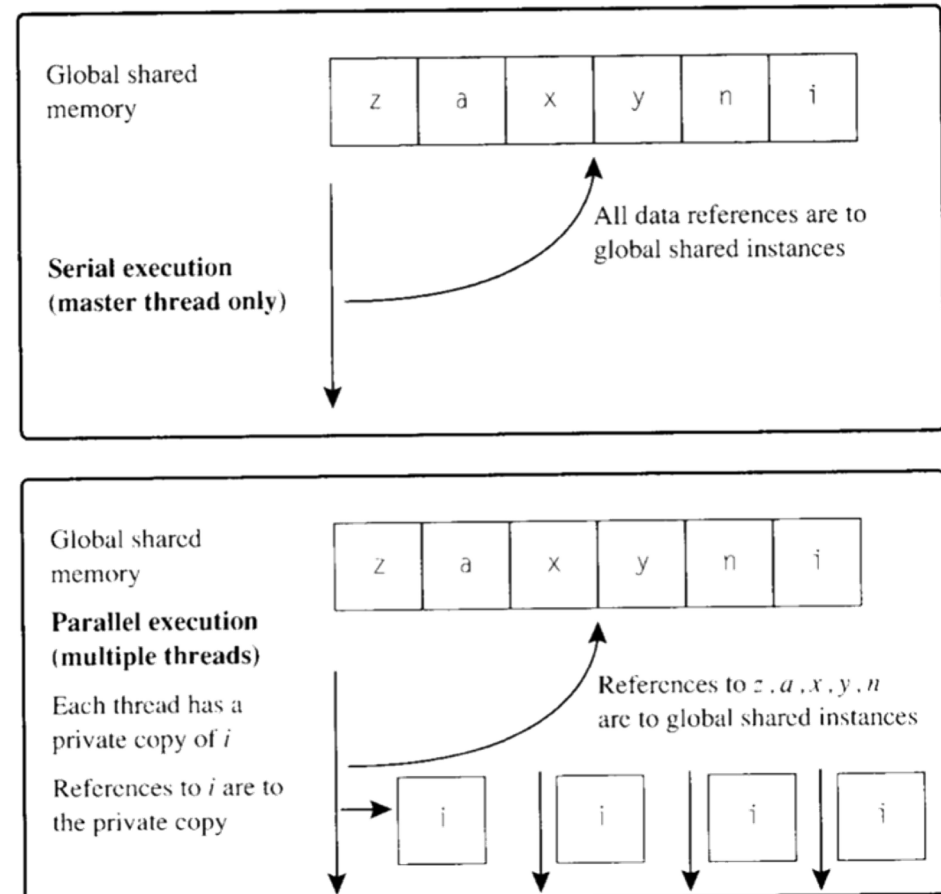 Global shared
memory
z a x y n i
All data references are to
global shared instances
Serial execution
(master thread only)
Global shared
memory
z a x y n i
Parallel execution
(multiple threads)
Each thread has a
private copy of i
References to z, a, x, y, n
are to global shared instances
References to i are to
the private copy
i i i i